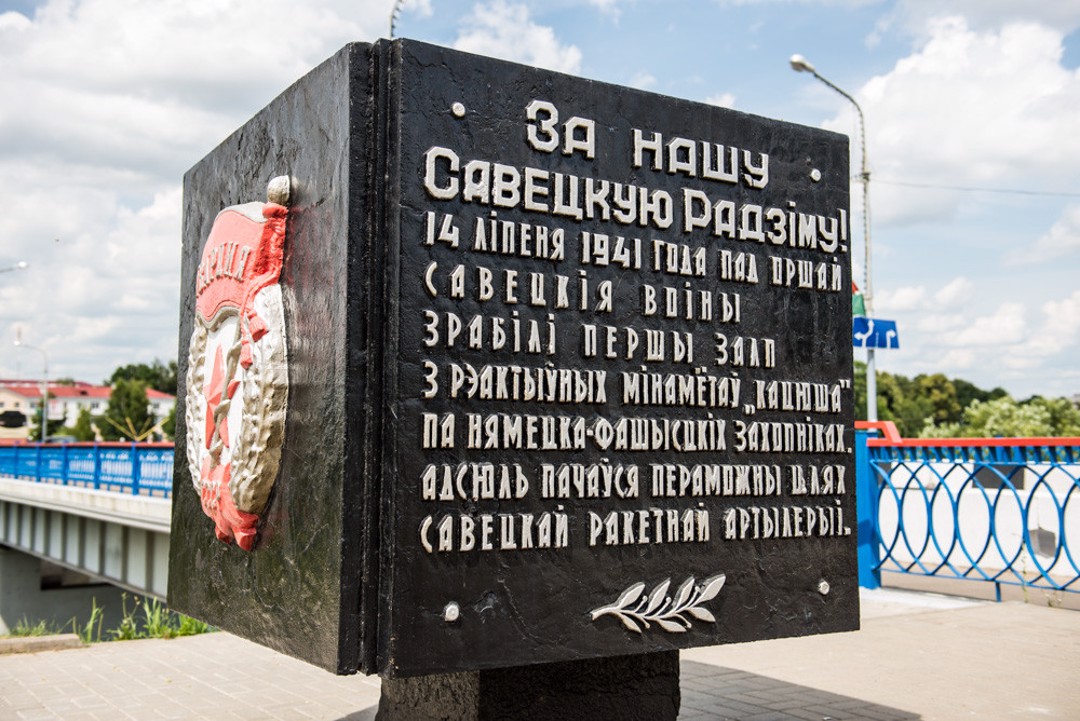 ГВАРДИЯ
За нашу
Савецкую Радзіму!
14 ліпеня 1941 года пад Оршай
савецкія воіны
зрабілі першы залп
з рэактыўных мінамётаў „Кацюша"
па нямецка-фашысцкіх захопніках.
Адсюль пачаўся пераможны шлях
савецкай ракетнай артылерыі.